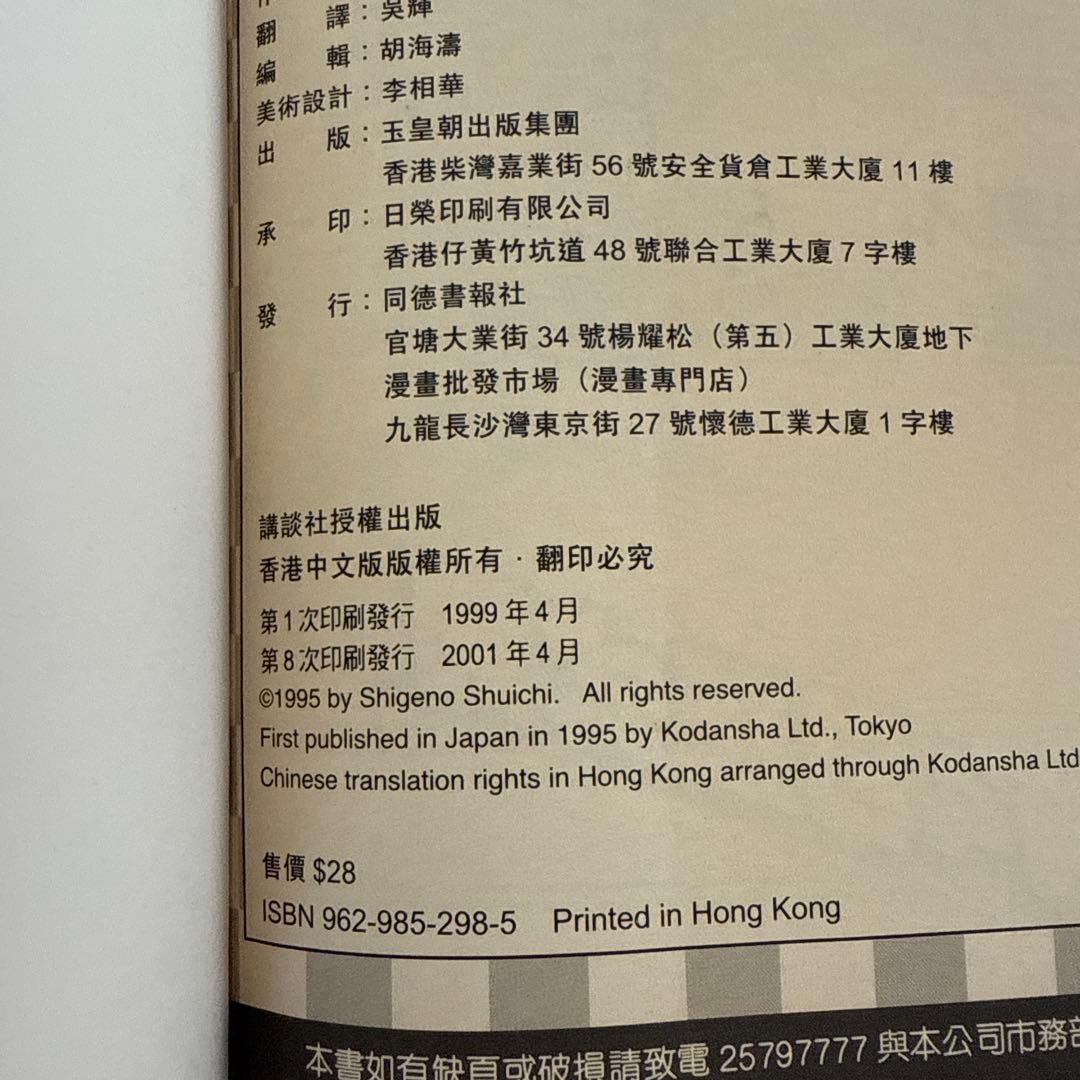 翻　　譯：吳輝
編　　輯：胡海濤
美術設計：李相華
出　　版：玉皇朝出版集團
香港柴灣嘉業街 56 號安全貨倉工業大廈 11 樓
承　　印：日榮印刷有限公司
香港仔黃竹坑道 48 號聯合工業大廈 7 字樓
發　　行：同德書報社
官塘大業街 34 號楊耀松（第五）工業大廈地下
漫畫批發市場（漫畫專門店）
九龍長沙灣東京街 27 號懷德工業大廈 1 字樓
講談社授權出版
香港中文版版權所有．翻印必究
第1次印刷發行　1999 年 4 月
第8次印刷發行　2001 年 4 月
©1995 by Shigeno Shuichi.   All rights reserved.
First published in Japan in 1995 by Kodansha Ltd., Tokyo
Chinese translation rights in Hong Kong arranged through Kodansha Ltd
售價 $28
ISBN 962-985-298-5    Printed in Hong Kong
本書如有缺頁或破損請致電 25797777 與本公司市務部